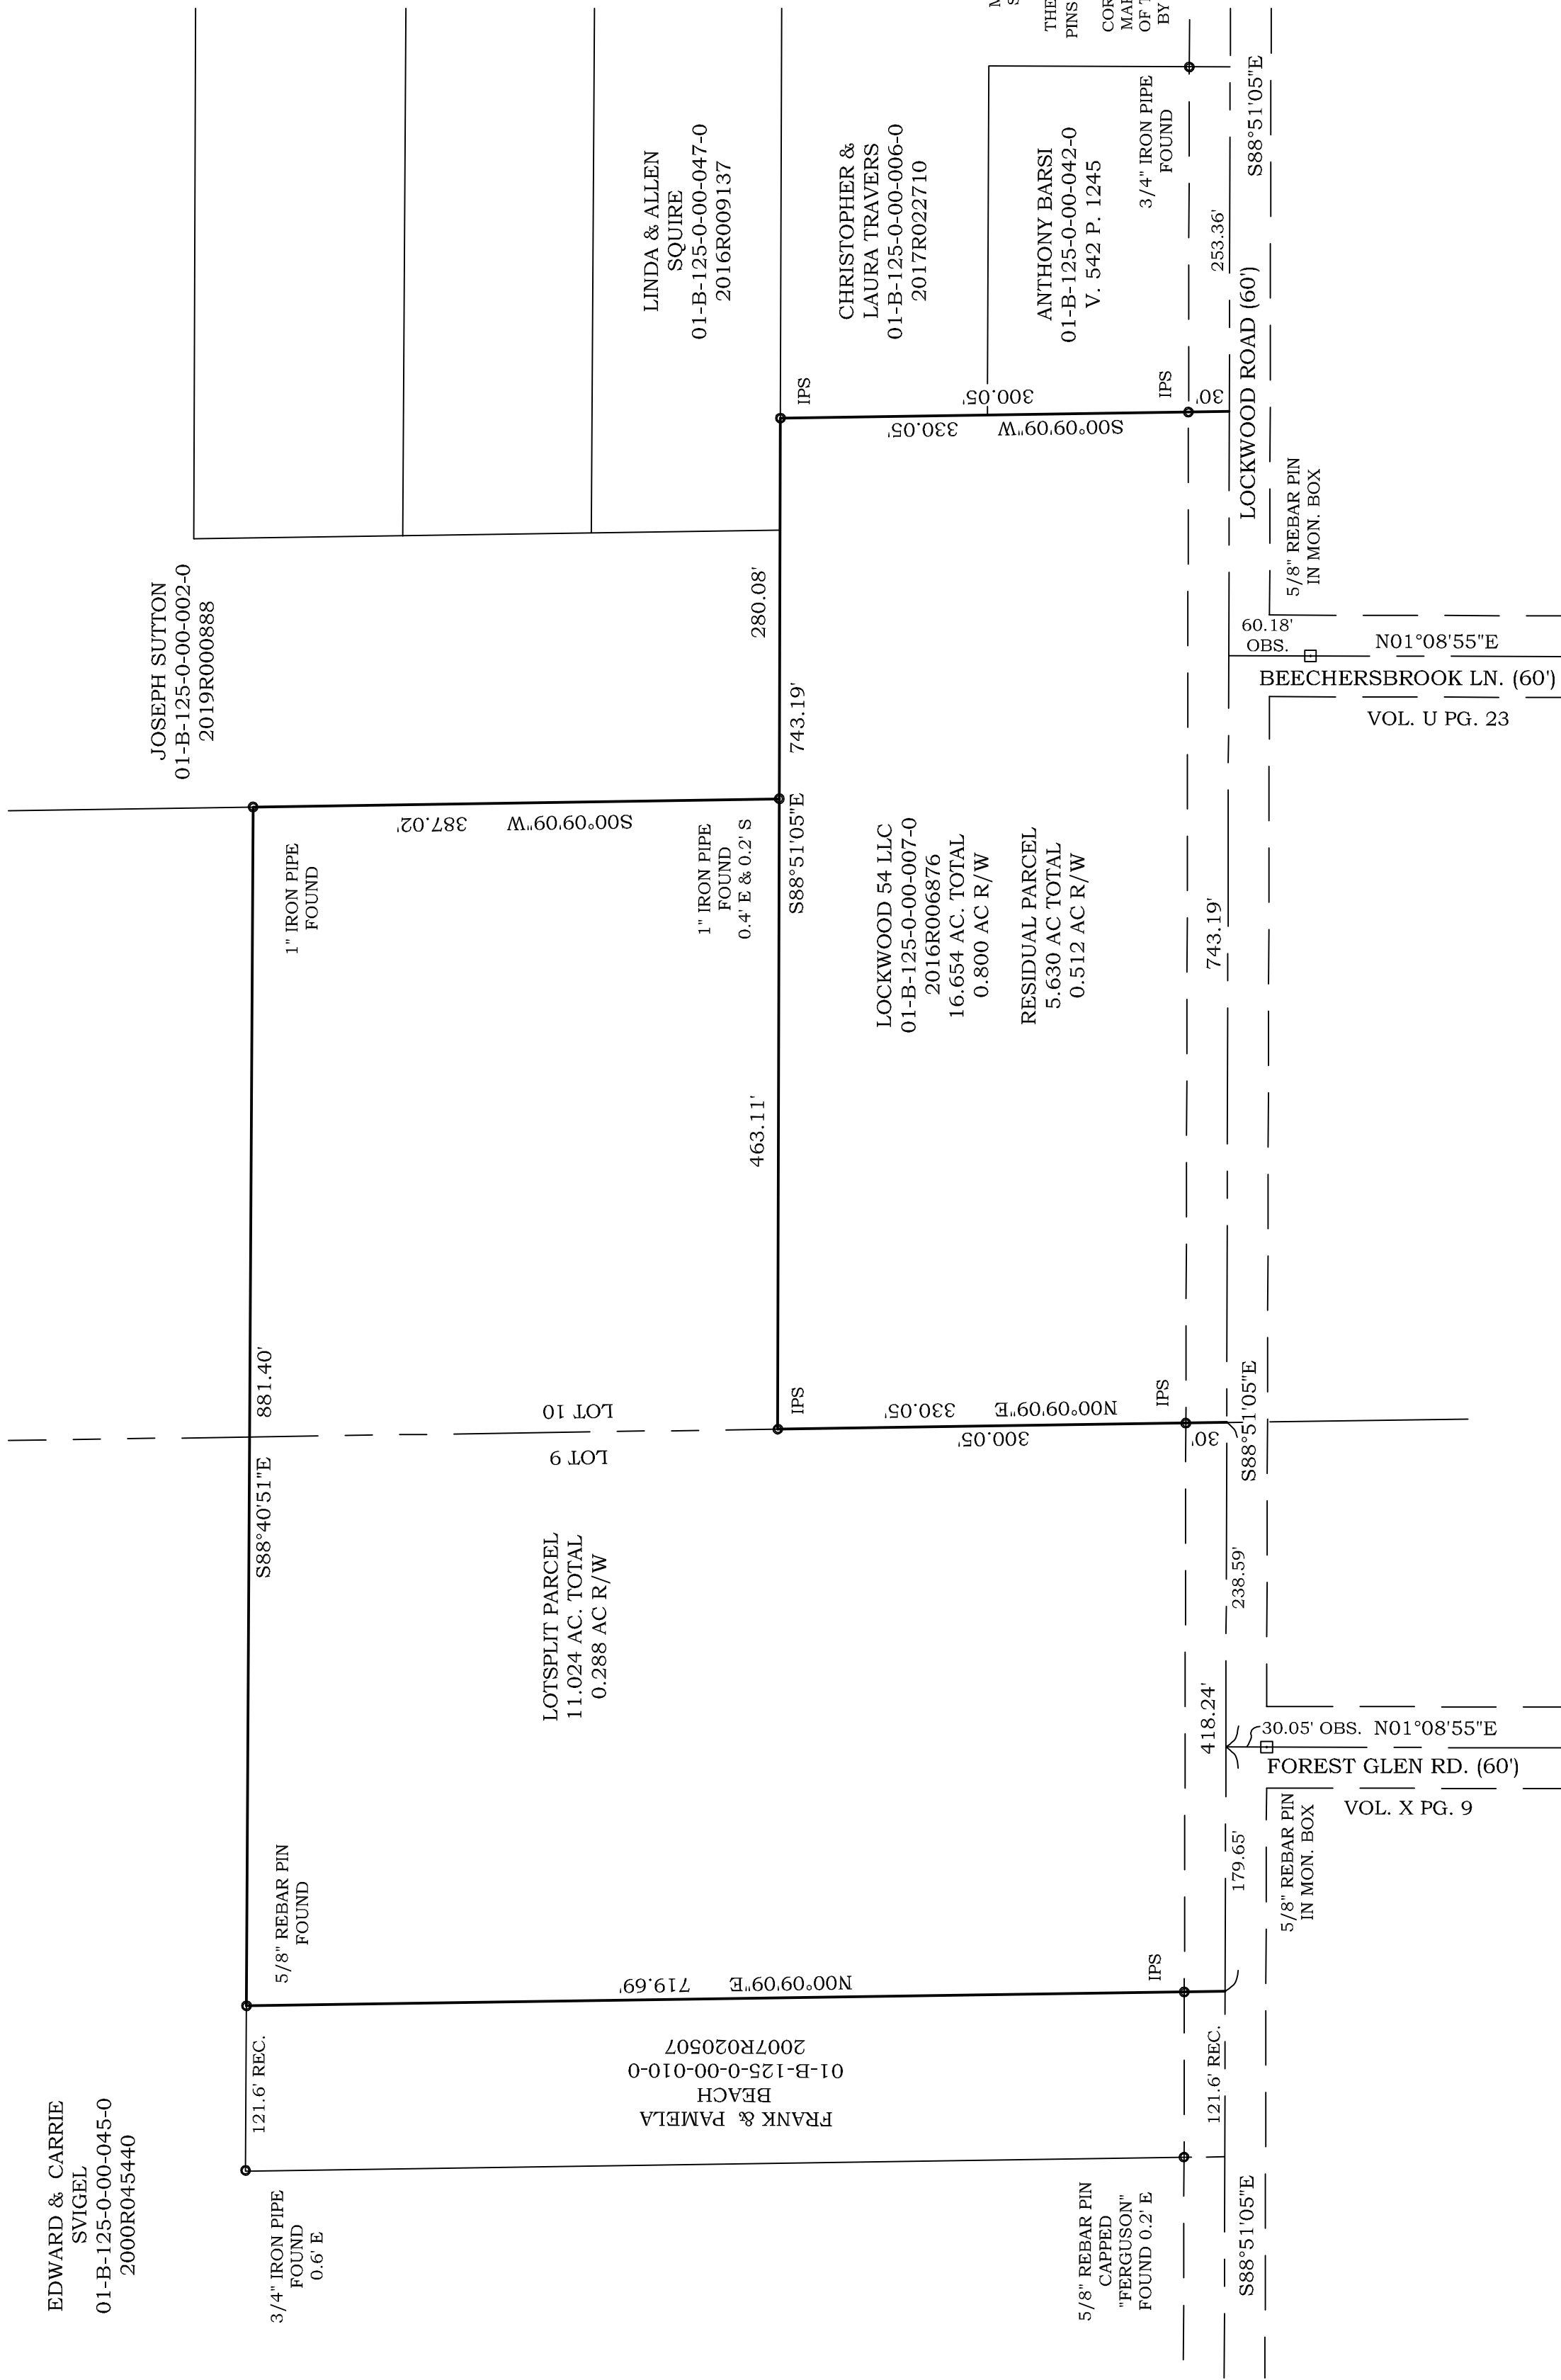 EDWARD & CARRIE
SVIGEL
01-B-125-0-00-045-0
2000R045440
JOSEPH SUTTON
01-B-125-0-00-002-0
2019R000888
LINDA & ALLEN
SQUIRE
01-B-125-0-00-047-0
2016R009137
CHRISTOPHER &
LAURA TRAVERS
01-B-125-0-00-006-0
2017R022710
ANTHONY BARSI
01-B-125-0-00-042-0
V. 542 P. 1245
3/4" IRON PIPE
FOUND
THE
PINS
BY
3/4" IRON PIPE
FOUND
0.6' E
121.6' REC.
5/8" REBAR PIN
FOUND
S88°40'51"E
881.40'
1" IRON PIPE
FOUND
S00°09'09"W
387.02'
1" IRON PIPE
FOUND
0.4' E & 0.2' S
280.08'
743.19'
S88°51'05"E
463.11'
IPS
IPS
LOT 10
LOT 9
LOTSPLIT PARCEL
11.024 AC. TOTAL
0.288 AC R/W
N00°09'09"E
719.69'
FRANK & PAMELA
BEACH
01-B-125-0-00-010-0
2007R020507
LOCKWOOD 54 LLC
01-B-125-0-00-007-0
2016R006876
16.654 AC. TOTAL
0.800 AC R/W
RESIDUAL PARCEL
5.630 AC TOTAL
0.512 AC R/W
N00°09'09"E
330.05'
300.05'
30'
S00°09'09"W
330.05'
300.05'
30'
IPS
IPS
IPS
5/8" REBAR PIN
CAPPED
"FERGUSON"
FOUND 0.2' E
121.6' REC.
418.24'
743.19'
253.36'
179.65'
238.59'
S88°51'05"E
S88°51'05"E
LOCKWOOD ROAD (60')
S88°51'05"E
5/8" REBAR PIN
IN MON. BOX
30.05' OBS.
N01°08'55"E
FOREST GLEN RD. (60')
VOL. X PG. 9
5/8" REBAR PIN
IN MON. BOX
60.18'
OBS.
N01°08'55"E
BEECHERSBROOK LN. (60')
VOL. U PG. 23